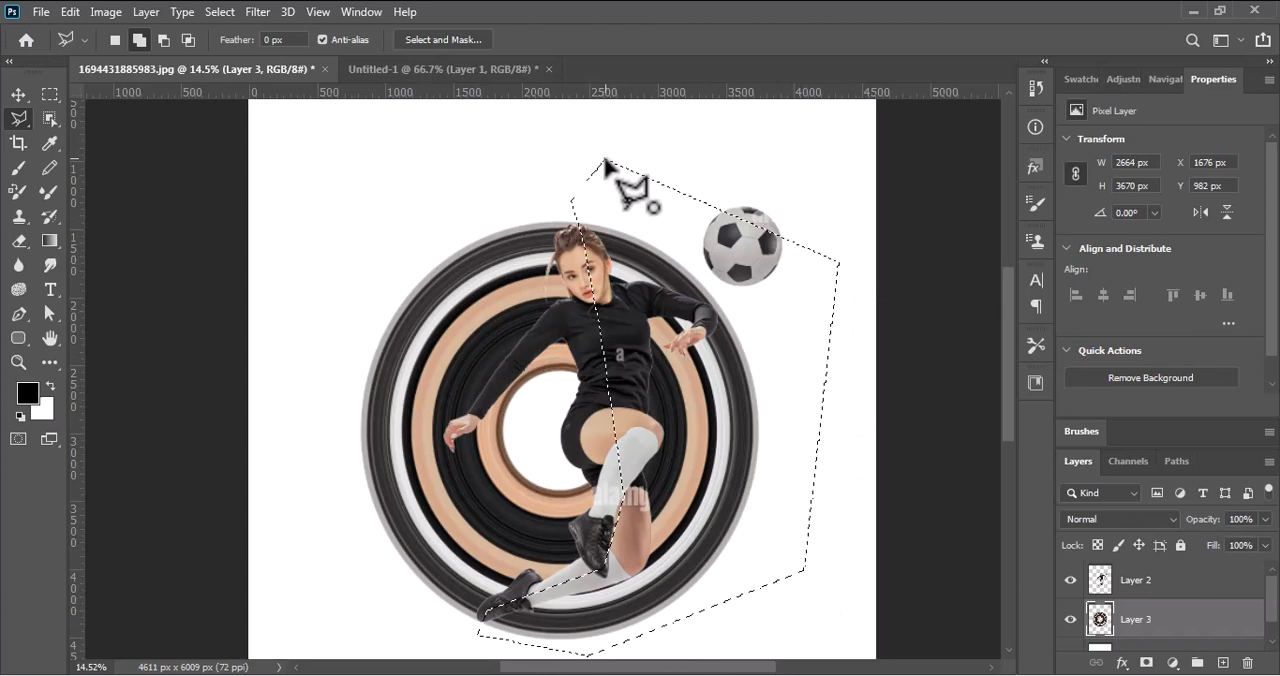 Ps File Edit Image Layer Type Select Filter 3D View Window Help
Feather: 0 px Anti-alias Select and Mask...
1694431885983.jpg @ 14.5% (Layer 3, RGB/8#) * × Untitled-1 @ 66.7% (Layer 1, RGB/8#) * ×
Swatch Adjustn Navigat Properties
1000 500 0 500 1000 1500 2000 2500 3000 3500 4000 4500 5000
Pixel Layer
Transform
W 2664 px X 1676 px
H 3670 px Y 982 px
0.00°
Align and Distribute
Align:
Quick Actions
Remove Background
Brushes
Layers Channels Paths
Kind
Normal Opacity: 100%
Lock: Fill: 100%
Layer 2
Layer 3
a
alamy
14.52% 4611 px x 6009 px (72 ppi)